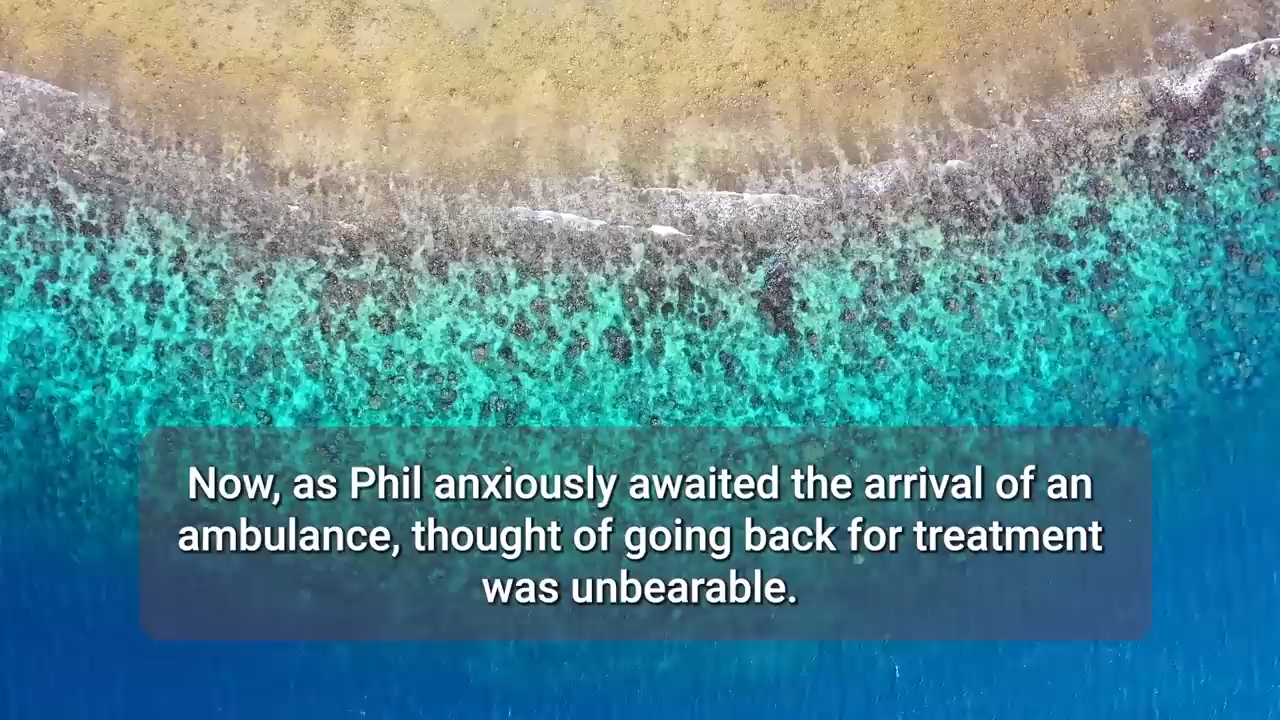 Now, as Phil anxiously awaited the arrival of an
ambulance, thought of going back for treatment
was unbearable.